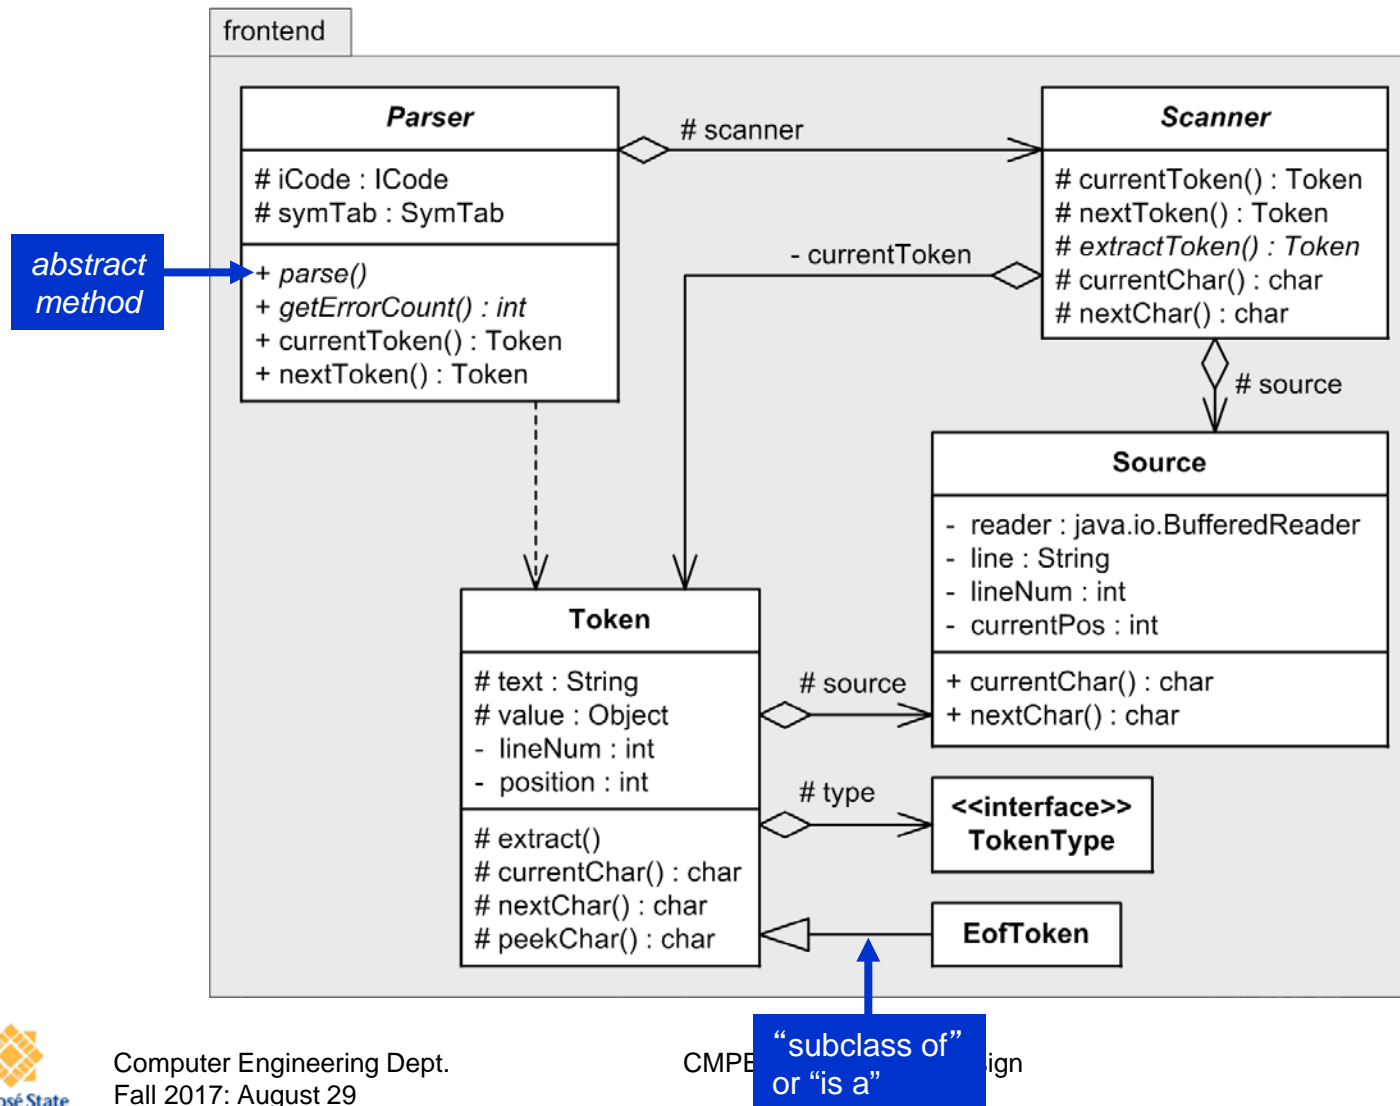 frontend
Parser
# iCode : ICode
# symTab : SymTab
+ parse()
+ getErrorCount() : int
+ currentToken() : Token
+ nextToken() : Token
abstract
method
# scanner
Scanner
# currentToken() : Token
# nextToken() : Token
# extractToken() : Token
# currentChar() : char
# nextChar() : char
- currentToken
# source
Source
- reader : java.io.BufferedReader
- line : String
- lineNum : int
- currentPos : int
+ currentChar() : char
+ nextChar() : char
Token
# text : String
# value : Object
- lineNum : int
- position : int
# extract()
# currentChar() : char
# nextChar() : char
# peekChar() : char
# source
# type
<<interface>>
TokenType
EofToken
“subclass of”
or “is a”
Computer Engineering Dept.
Fall 2017: August 29
State